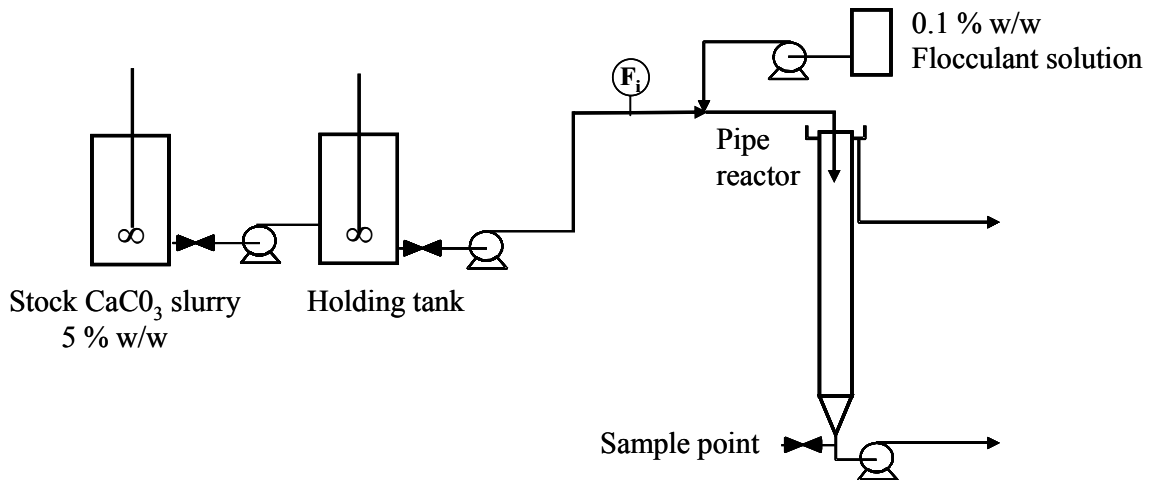 0.1 % w/w
Flocculant solution
Fi
Pipe
reactor
Stock CaC0₃ slurry
5 % w/w
Holding tank
Sample point